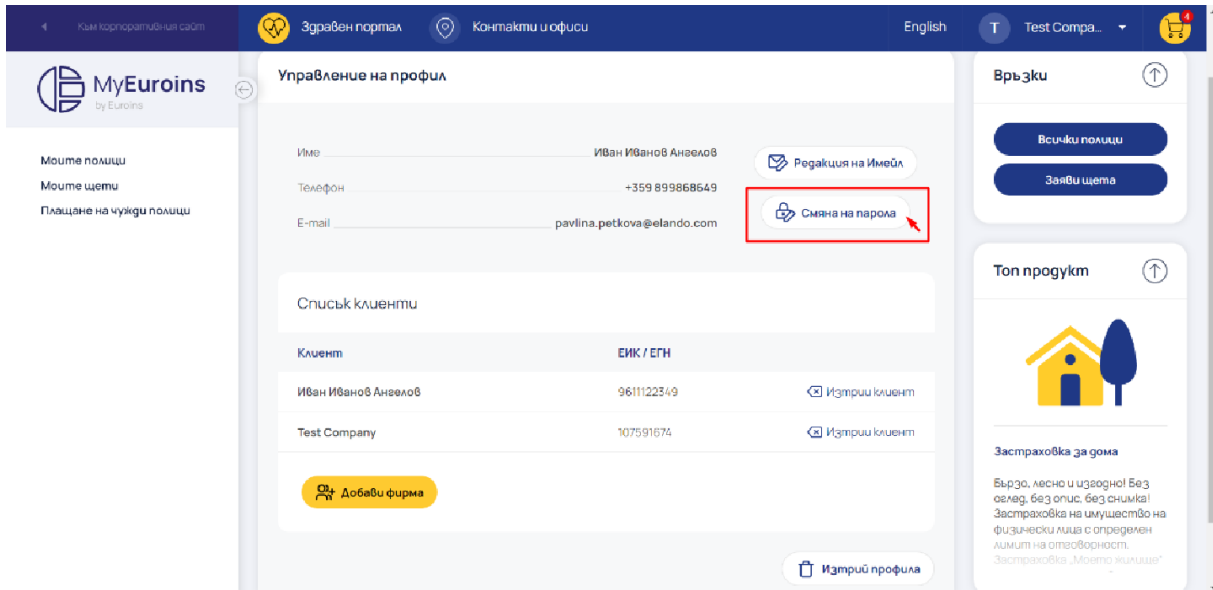 Към корпоративния сайт
Здравен портал
Контакти и офиси
English
T
Test Compa...
4
MyEuroins
by Euroins
Моите полици
Моите щети
Плащане на чужди полици
Управление на профил
Име
Иван Иванов Ангелов
Телефон
+359 899868649
E-mail
pavlina.petkova@elando.com
Редакция на Имейл
Смяна на парола
Списък клиенти
Клиент
ЕИК / ЕГН
Иван Иванов Ангелов
9611122349
Изтрий клиент
Test Company
107591674
Изтрий клиент
Добави фирма
Изтрий профила
Връзки
Всички полици
Заяви щета
Топ продукт
Застраховка за дома
Бързо, лесно и изгодно! Без
оглед, без опис, без снимка!
Застраховка на имущество на
физически лица с определен
лимит на отговорност.
Застраховка „Моето жилище"